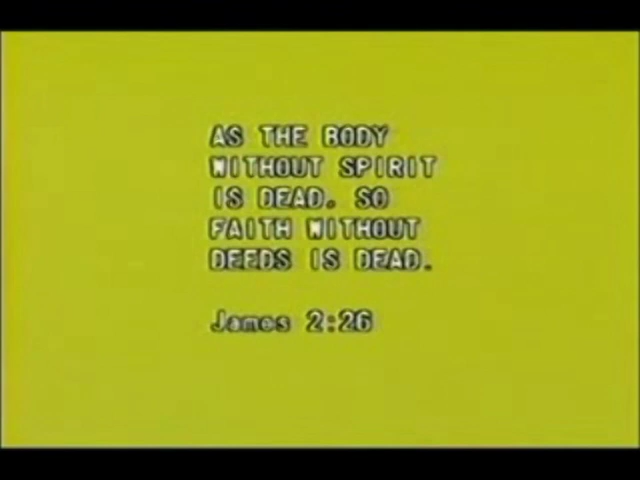 AS THE BODY
WITHOUT SPIRIT
IS DEAD. SO
FAITH WITHOUT
DEEDS IS DEAD.
James 2:26